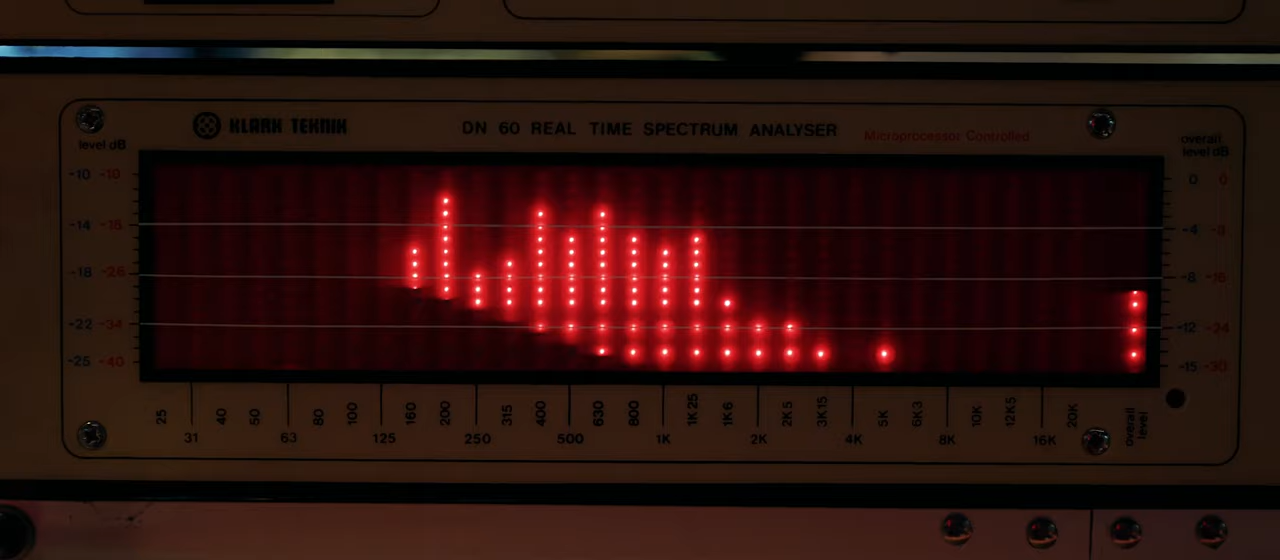 KLARK TEKNIK
DN 60 REAL TIME SPECTRUM ANALYSER
Microprocessor Controlled
level dB
overall
level dB
-10 -10
0 0
-14 -18
-4 -8
-18 -26
-8 -16
-22 -34
-12 -24
-25 -40
-15 -30
25 40 50 80 100 160 200 315 400 630 800 1K25 1K6 2K5 3K15 5K 6K3 10K 12K5 20K overall level
31 63 125 250 500 1K 2K 4K 8K 16K